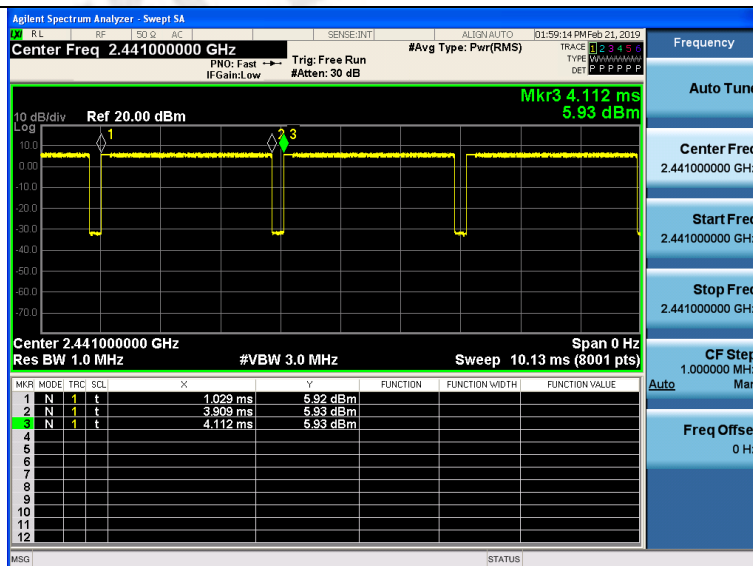 Agilent Spectrum Analyzer - Swept SA
LXI RL RF 50 Ω AC SENSE:INT ALIGN AUTO 01:59:14 PM Feb 21, 2019
Center Freq 2.441000000 GHz #Avg Type: Pwr(RMS) TRACE 1 2 3 4 5 6
PNO: Fast Trig: Free Run TYPE WWWWWW
IFGain:Low #Atten: 30 dB DET P P P P P P
Mkr3 4.112 ms
10 dB/div Ref 20.00 dBm 5.93 dBm
Log
1 2 3
10.0
0.00
-10.0
-20.0
-30.0
-40.0
-50.0
-60.0
-70.0
Center 2.441000000 GHz Span 0 Hz
Res BW 1.0 MHz #VBW 3.0 MHz Sweep 10.13 ms (8001 pts)
MKR MODE TRC SCL X Y FUNCTION FUNCTION WIDTH FUNCTION VALUE
1 N 1 t 1.029 ms 5.92 dBm
2 N 1 t 3.909 ms 5.93 dBm
3 N 1 t 4.112 ms 5.93 dBm
4
5
6
7
8
9
10
11
12
MSG STATUS
Frequency
Auto Tune
Center Freq
2.441000000 GHz
Start Freq
2.441000000 GHz
Stop Freq
2.441000000 GHz
CF Step
1.000000 MHz
Auto Man
Freq Offset
0 Hz